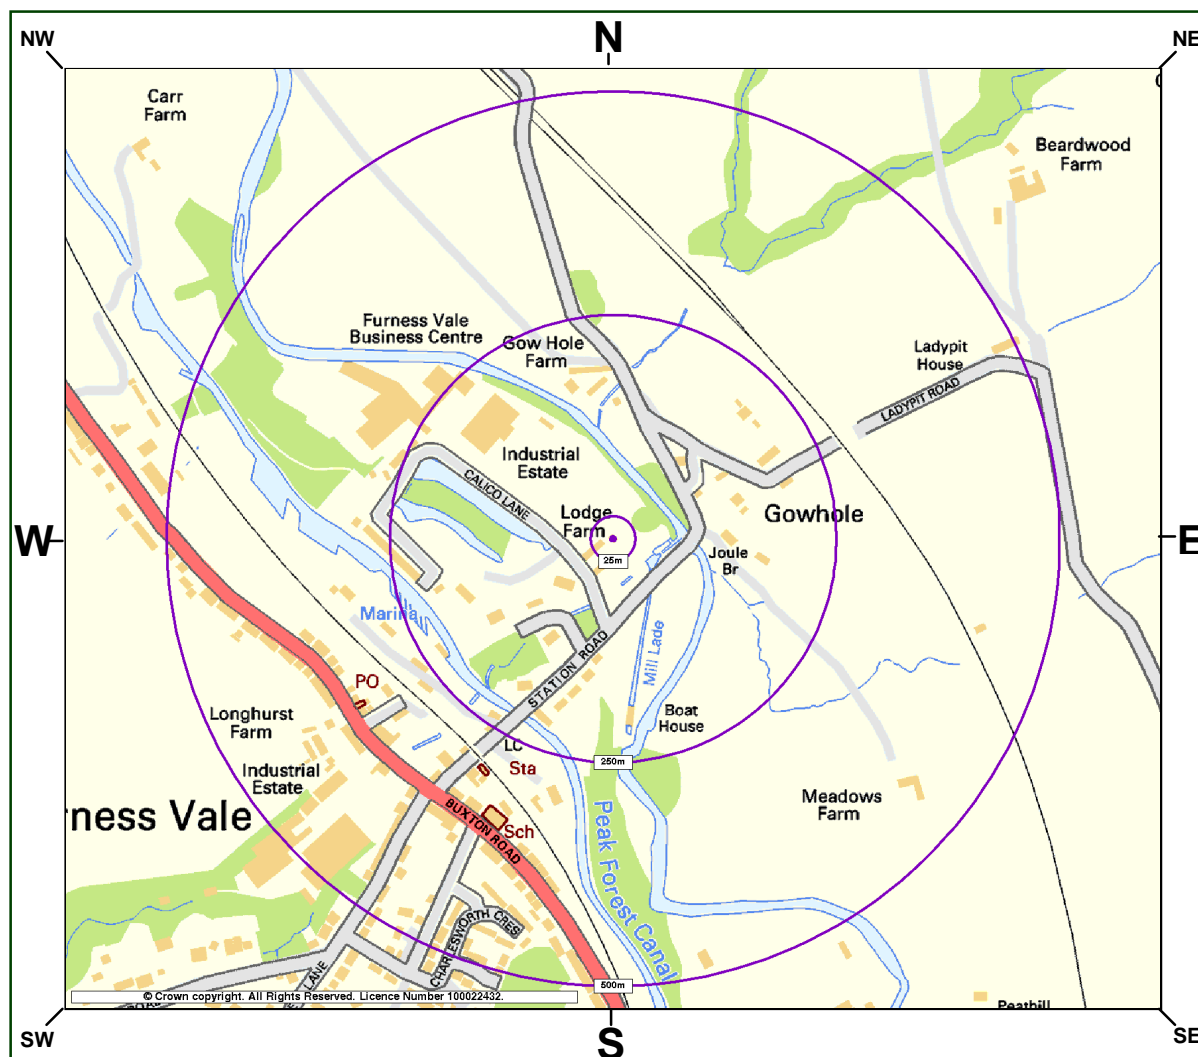 NW
N
NE
Carr
Farm
Beardwood
Farm
Furness Vale
Business Centre
Gow Hole
Farm
Ladypit
House
LADYPIT ROAD
Industrial
Estate
CALICO LANE
Lodge
Farm
Gowhole
W
E
25m
Joule
Br
Marina
Mill Lade
STATION ROAD
PO
Longhurst
Farm
Boat
House
LC
Sta
250m
Industrial
Estate
Meadows
Farm
rness Vale
BUXTON ROAD
Sch
Peak Forest Canal
CHARLESWORTH CRES
LANE
500m
© Crown copyright. All Rights Reserved. Licence Number 100022432.
Peathill
SW
S
SE